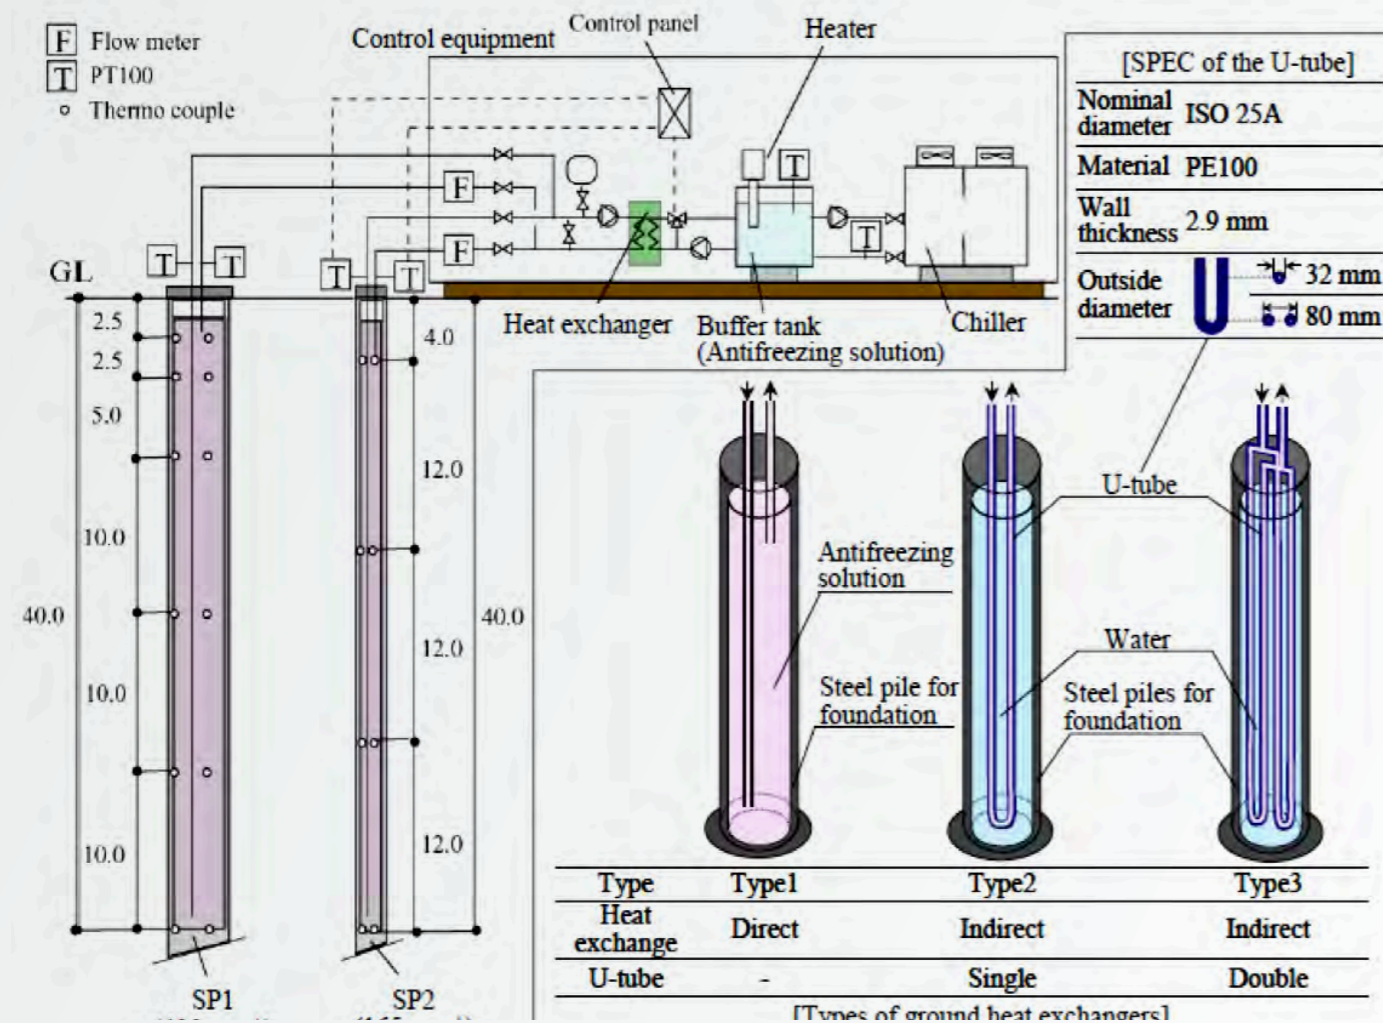 F Flow meter
T PT100
Thermo couple
Control equipment
Control panel
Heater
F
F
T
T
T T
T T
GL
Heat exchanger
Buffer tank
(Antifreezing solution)
Chiller
[SPEC of the U-tube]
Nominal
diameter
ISO 25A
Material PE100
Wall
thickness
2.9 mm
Outside
diameter
32 mm
80 mm
2.5
2.5
5.0
10.0
10.0
10.0
40.0
4.0
12.0
12.0
12.0
40.0
SP1
SP2
U-tube
Antifreezing
solution
Steel pile for
foundation
Water
Steel piles for
foundation
Type Type1 Type2 Type3
Heat
exchange
Direct Indirect Indirect
U-tube - Single Double
[Types of ground heat exchangers]